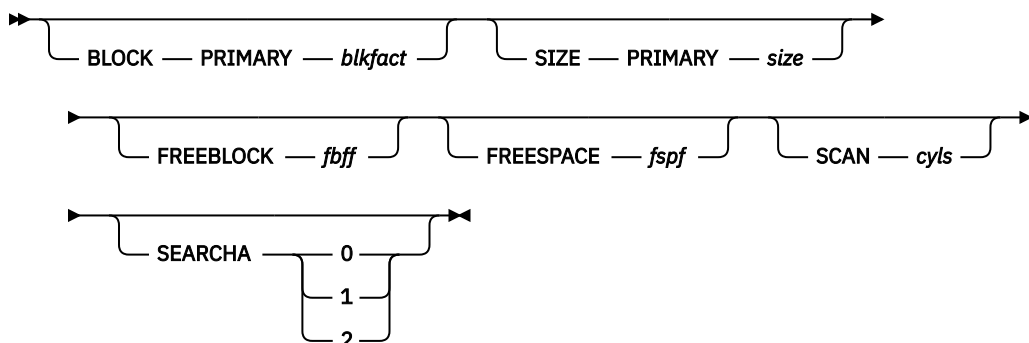 BLOCK PRIMARY blkfact SIZE PRIMARY size
FREEBLOCK fbff FREESPACE fspf SCAN cyls
SEARCHA 0
1
2